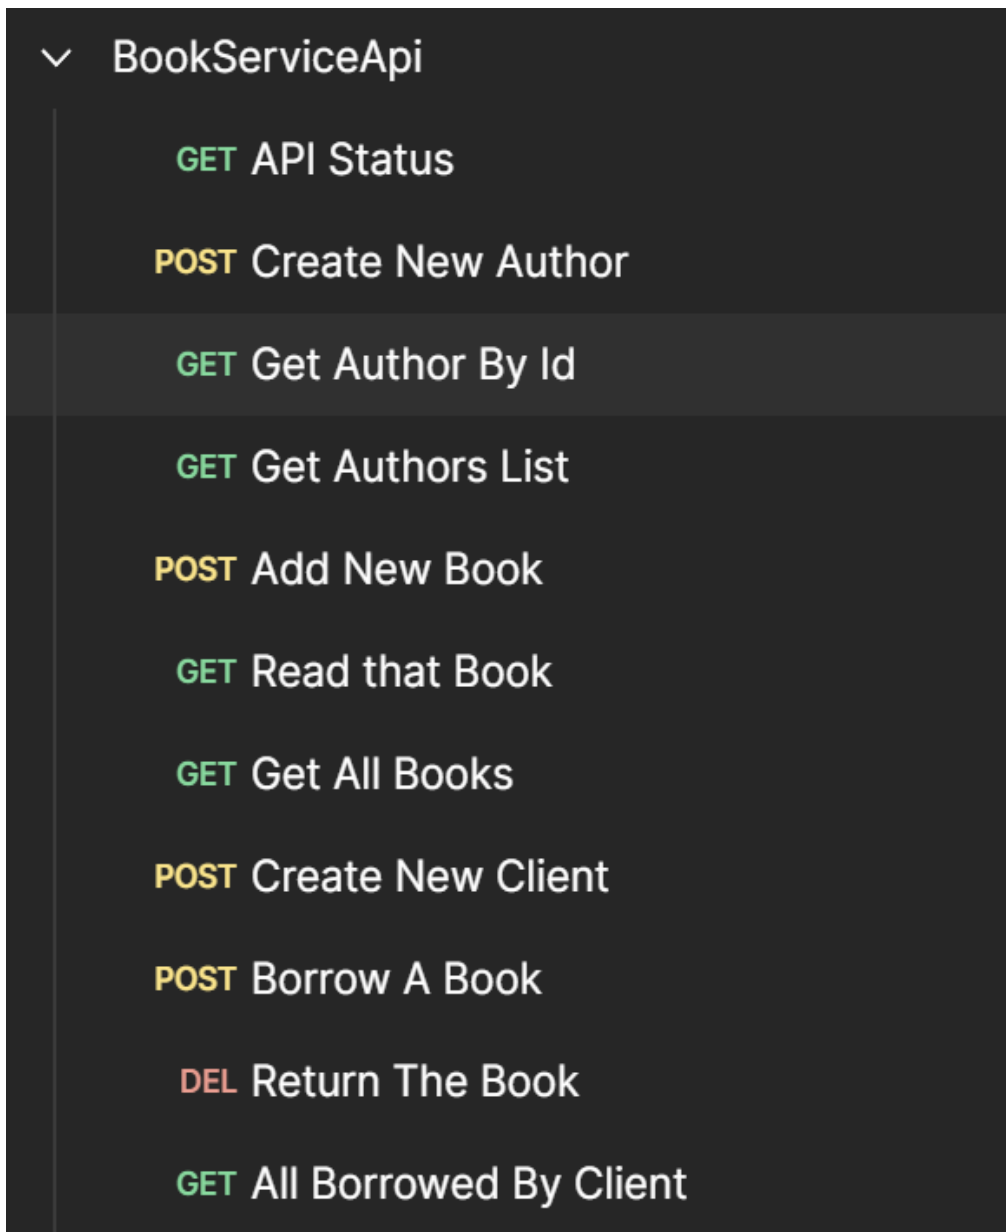 BookServiceApi
GET API Status
POST Create New Author
GET Get Author By Id
GET Get Authors List
POST Add New Book
GET Read that Book
GET Get All Books
POST Create New Client
POST Borrow A Book
DEL Return The Book
GET All Borrowed By Client